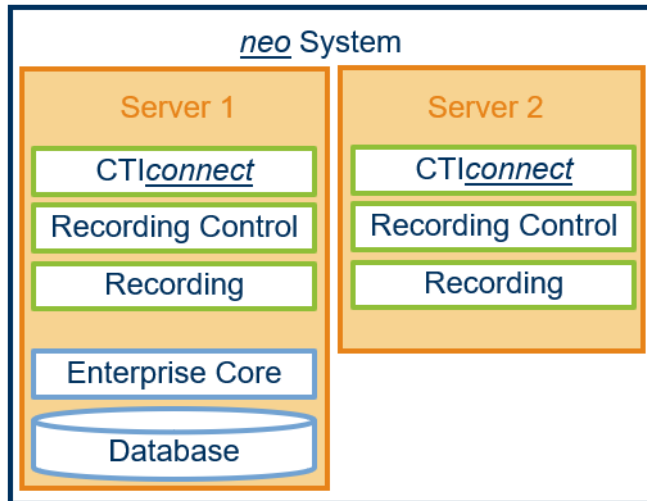 neo System
Server 1
CTIconnect
Recording Control
Recording
Enterprise Core
Database
Server 2
CTIconnect
Recording Control
Recording